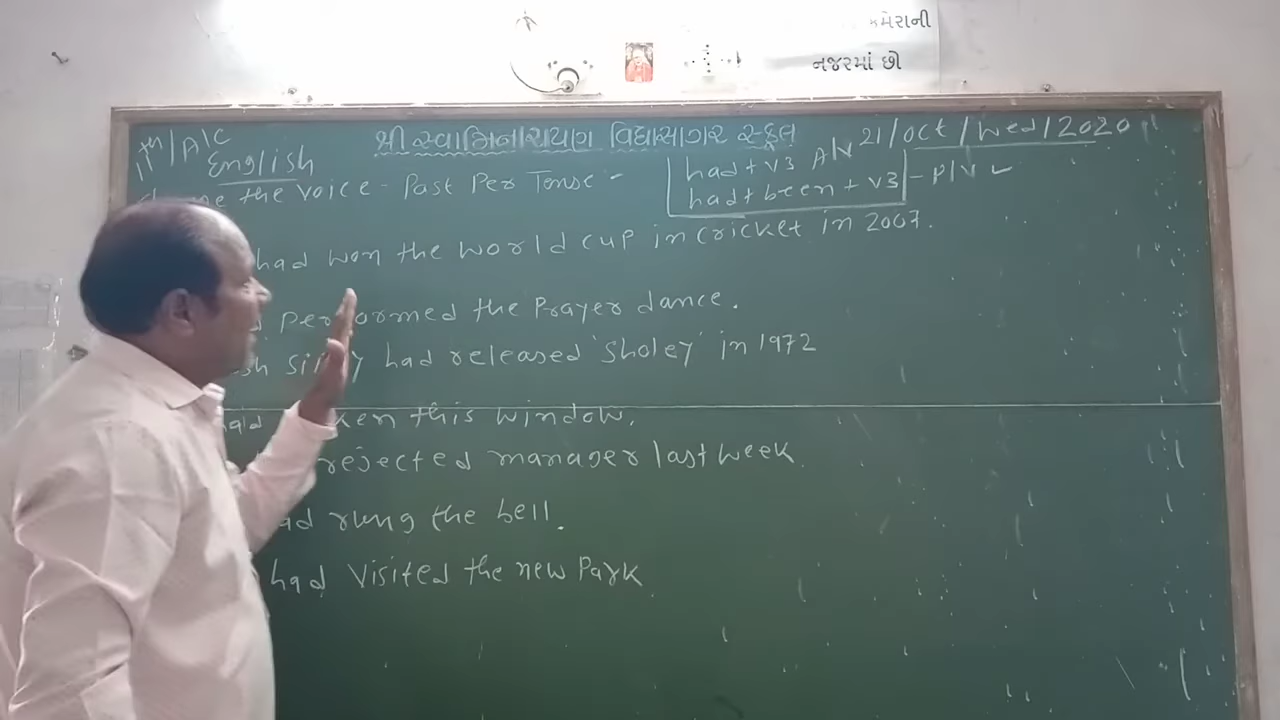 કમેરાની
નજરમાં છો
11th/A/C
શ્રી સ્વામિનારાયણ વિદ્યાસાગર સ્કૂલ
21/oct/wed/2020
English
the voice - Past Per Tense :-
had + v3 A/V
had + been + v3 - P/V ✓
had won the world cup in cricket in 2007.
performed the Prayer dance.
had released 'sholey' in 1972
this window.
rejected manager last week
rung the bell.
had visited the new Park